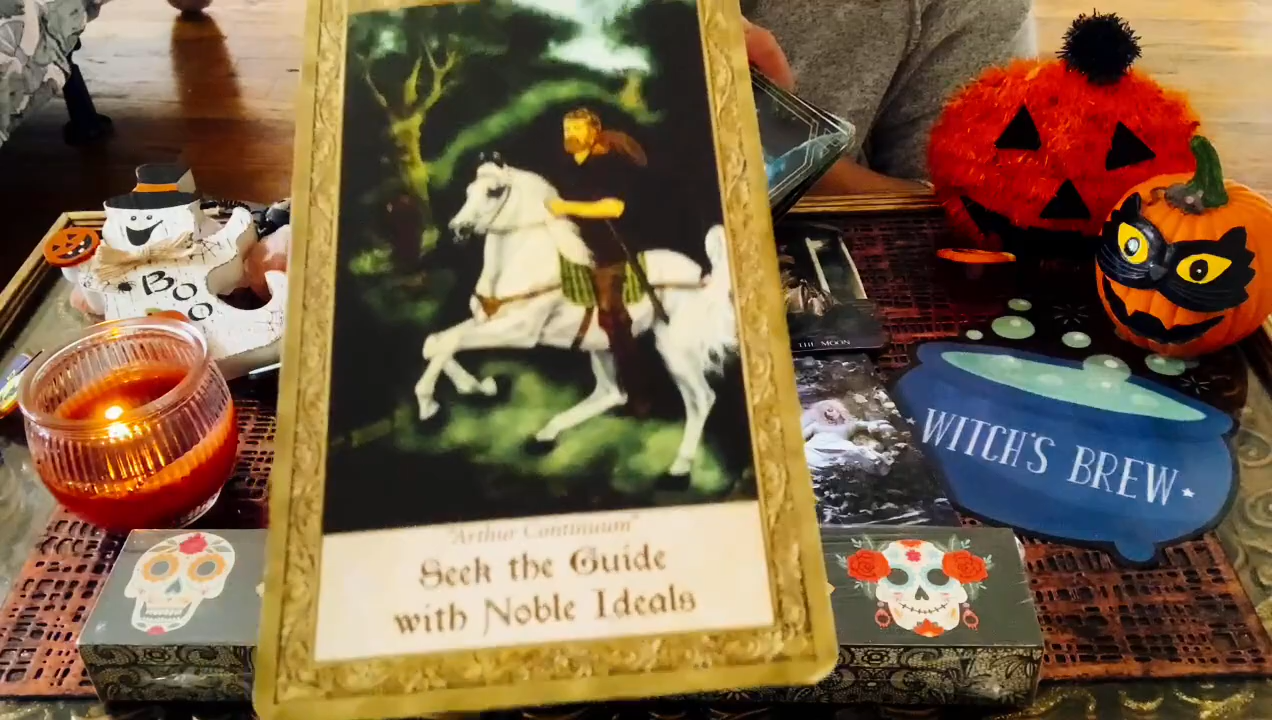 "Arthur Continuum"
Seek the Guide
with Noble Ideals
BOO
THE MOON
WITCH'S BREW